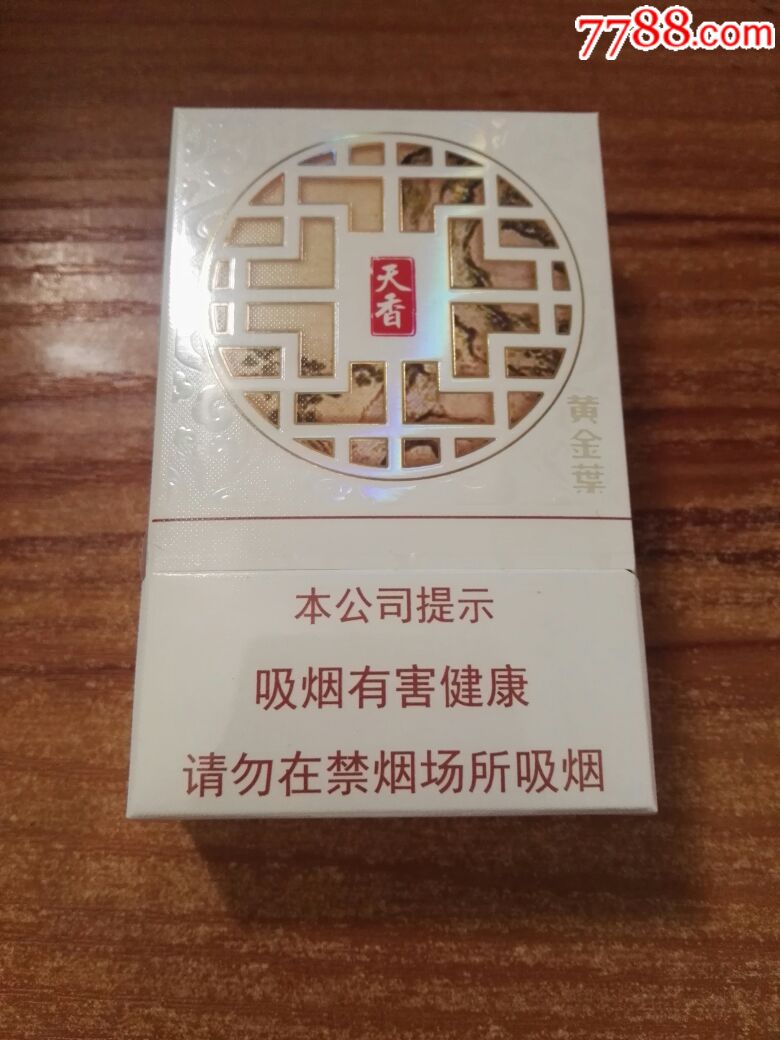 7788.com
天香
黄金葉
本公司提示
吸烟有害健康
请勿在禁烟场所吸烟